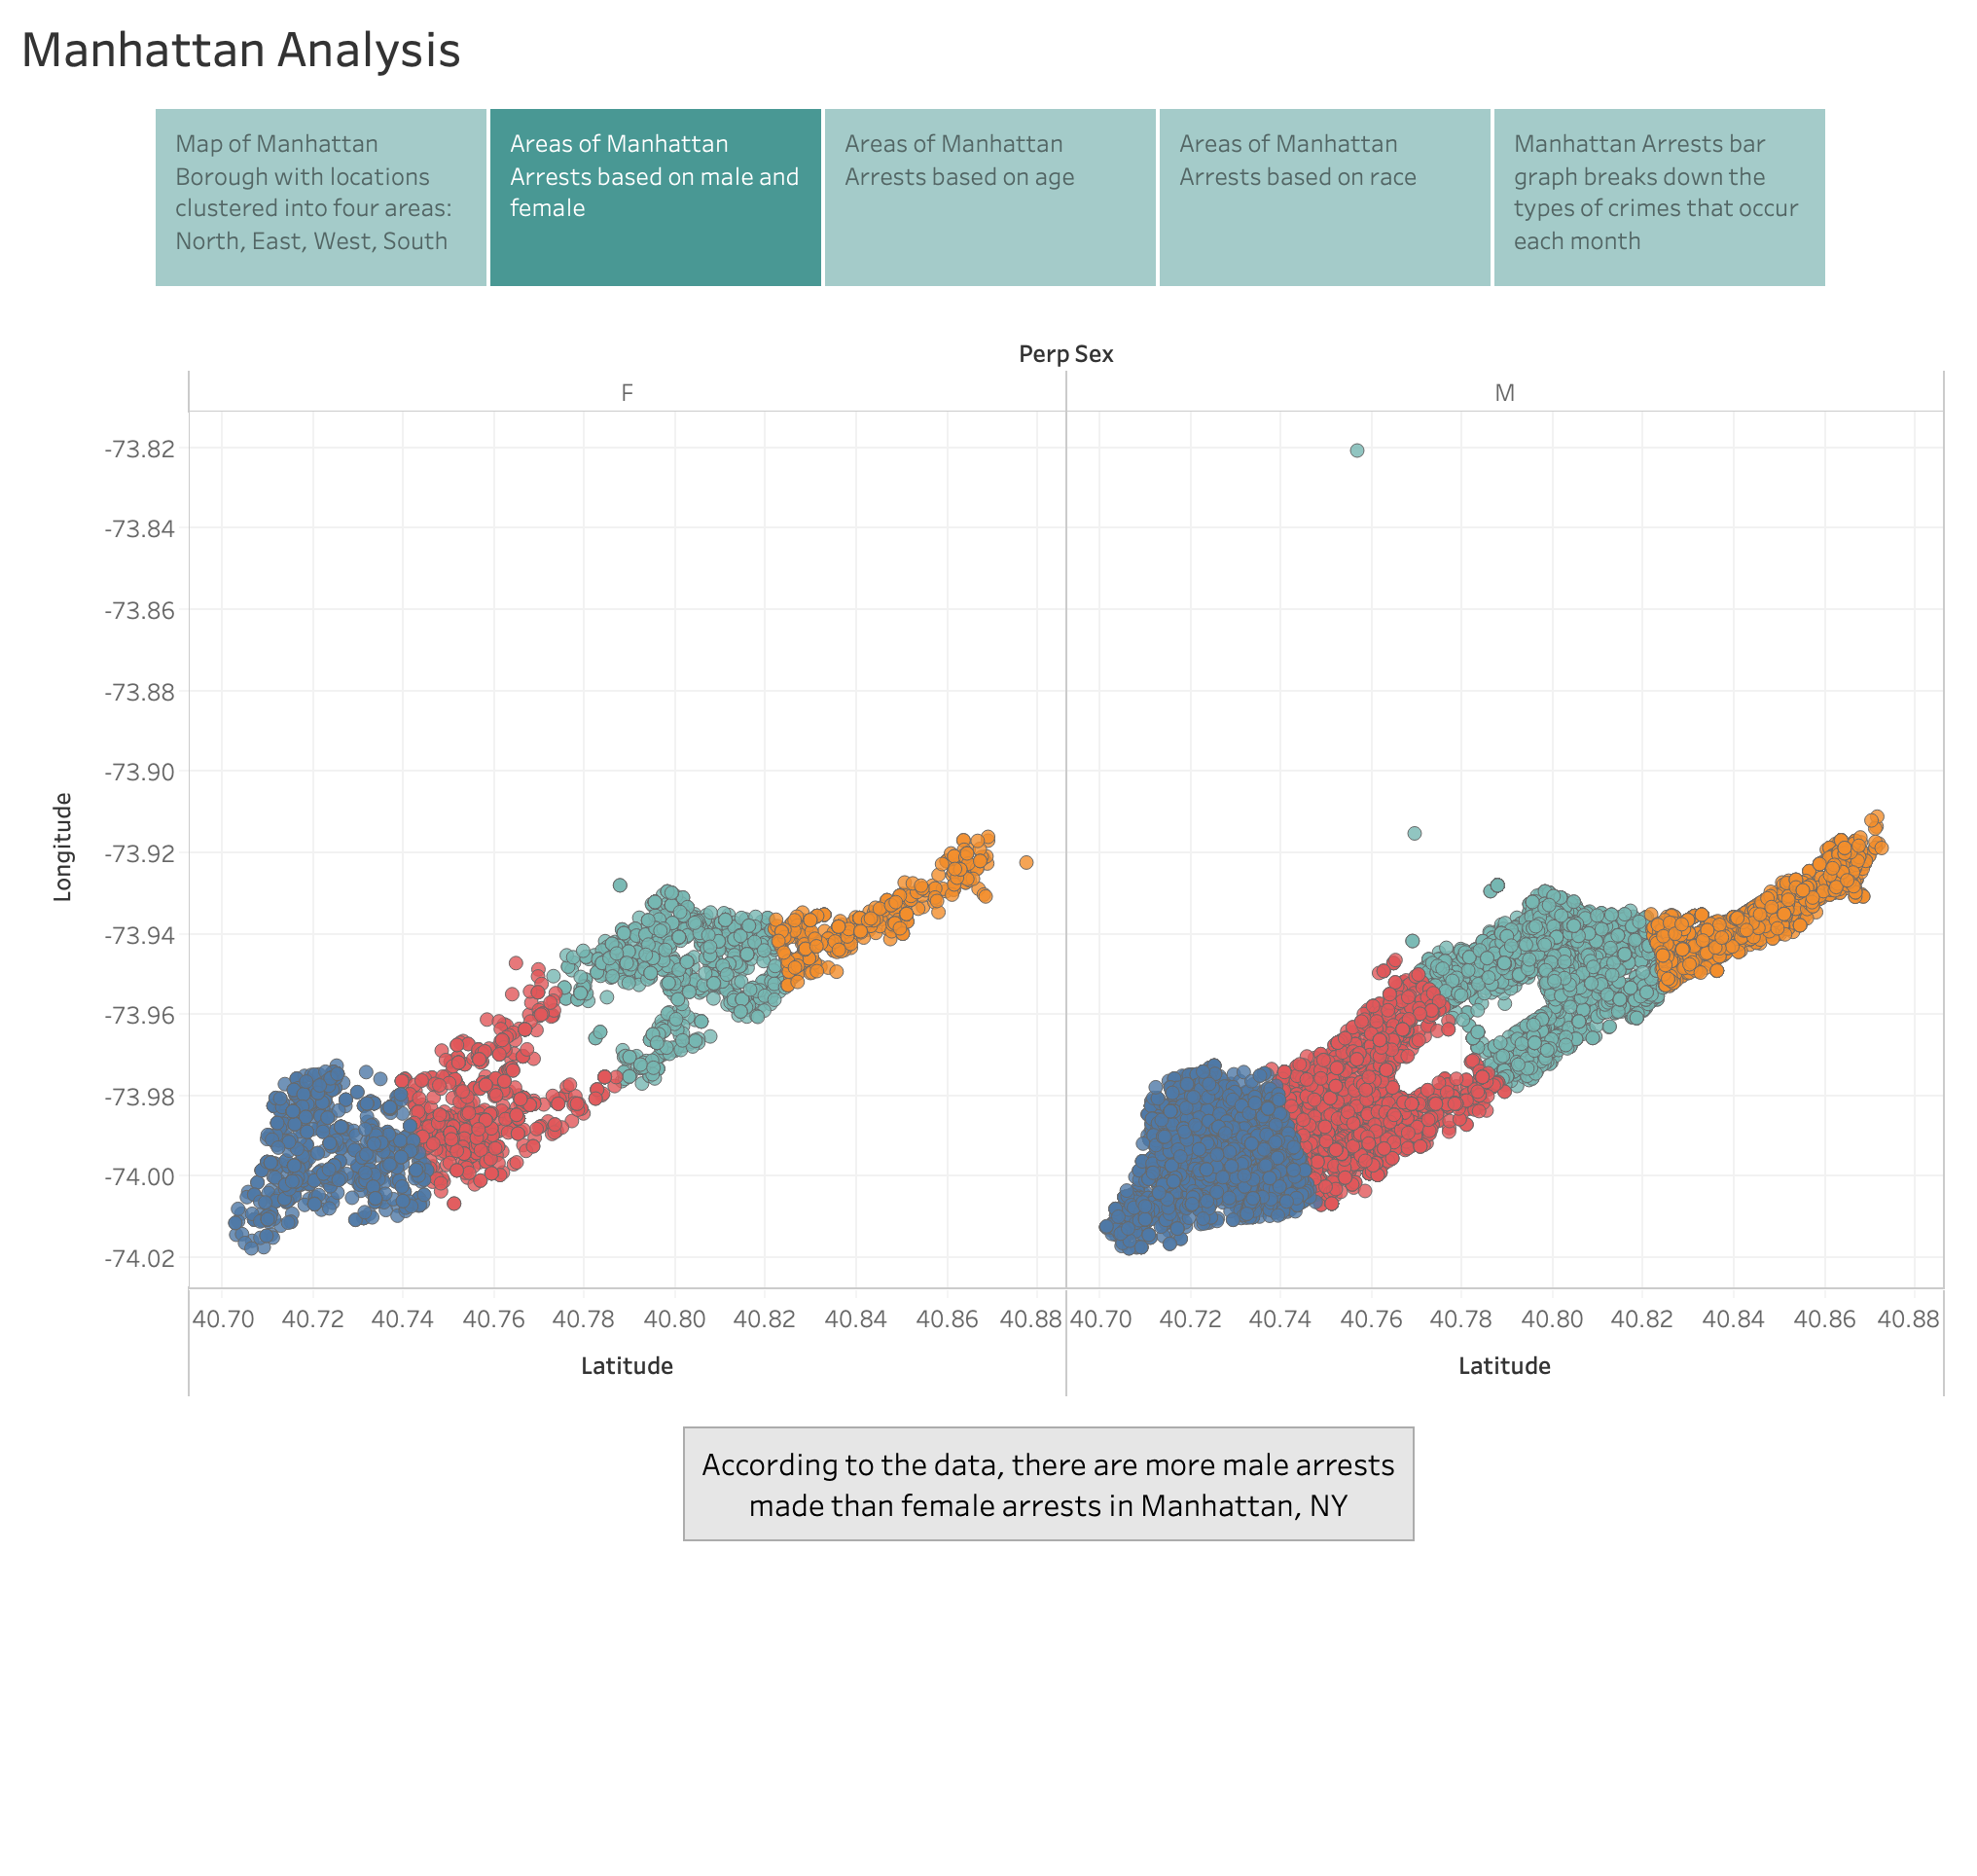 Manhattan Analysis
Map of Manhattan
Borough with locations
clustered into four areas:
North, East, West, South
Areas of Manhattan
Arrests based on male and
female
Areas of Manhattan
Arrests based on age
Areas of Manhattan
Arrests based on race
Manhattan Arrests bar
graph breaks down the
types of crimes that occur
each month
Perp Sex
F
M
Longitude
-73.82
-73.84
-73.86
-73.88
-73.90
-73.92
-73.94
-73.96
-73.98
-74.00
-74.02
40.70 40.72 40.74 40.76 40.78 40.80 40.82 40.84 40.86 40.88
40.70 40.72 40.74 40.76 40.78 40.80 40.82 40.84 40.86 40.88
Latitude
Latitude
According to the data, there are more male arrests
made than female arrests in Manhattan, NY